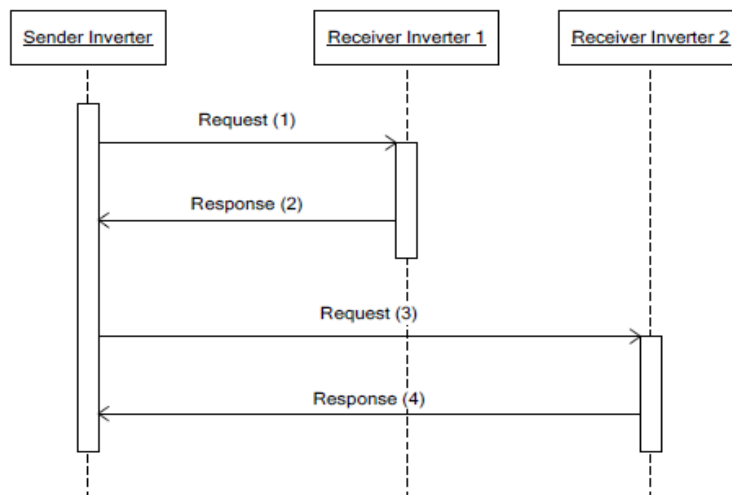 Sender Inverter
Receiver Inverter 1
Receiver Inverter 2
Request (1)
Response (2)
Request (3)
Response (4)